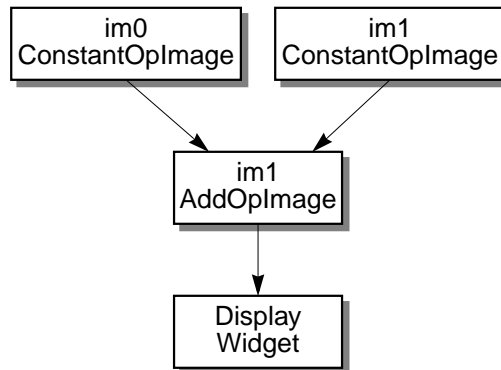 im0
ConstantOpImage
im1
ConstantOpImage
im1
AddOpImage
Display
Widget